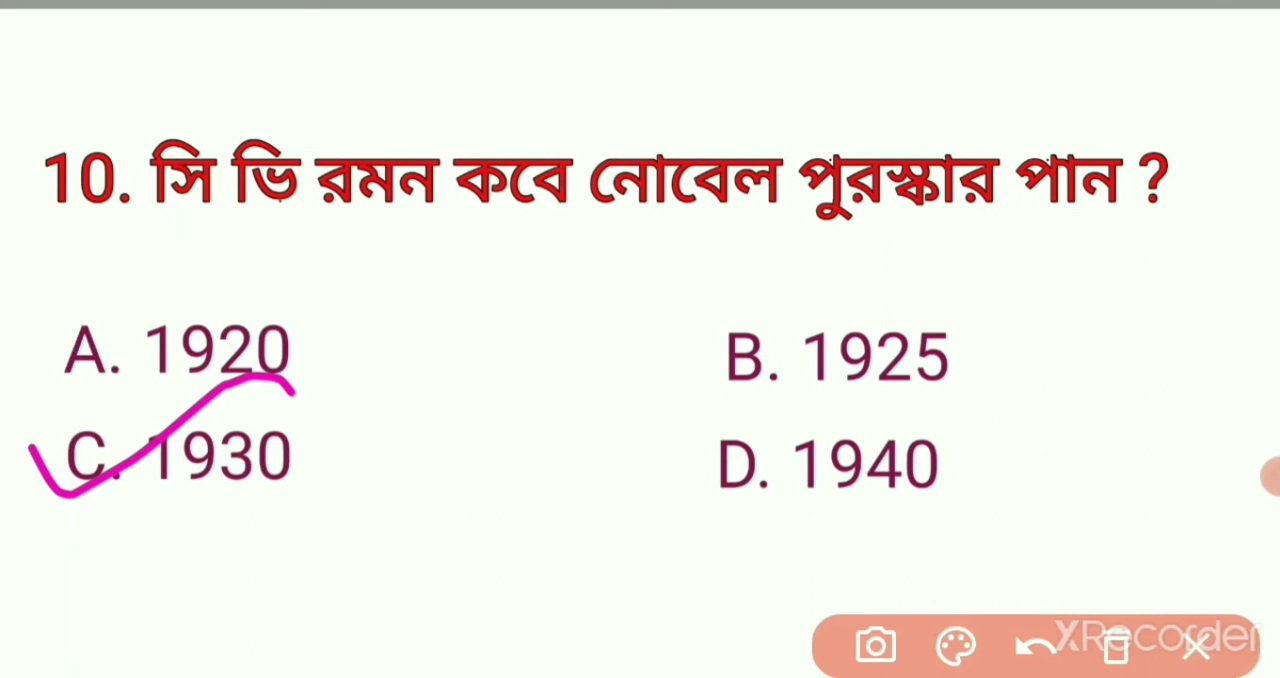 10. সি ভি রমন কবে নোবেল পুরস্কার পান ?
A. 1920
B. 1925
C. 1930
D. 1940
XRecorder